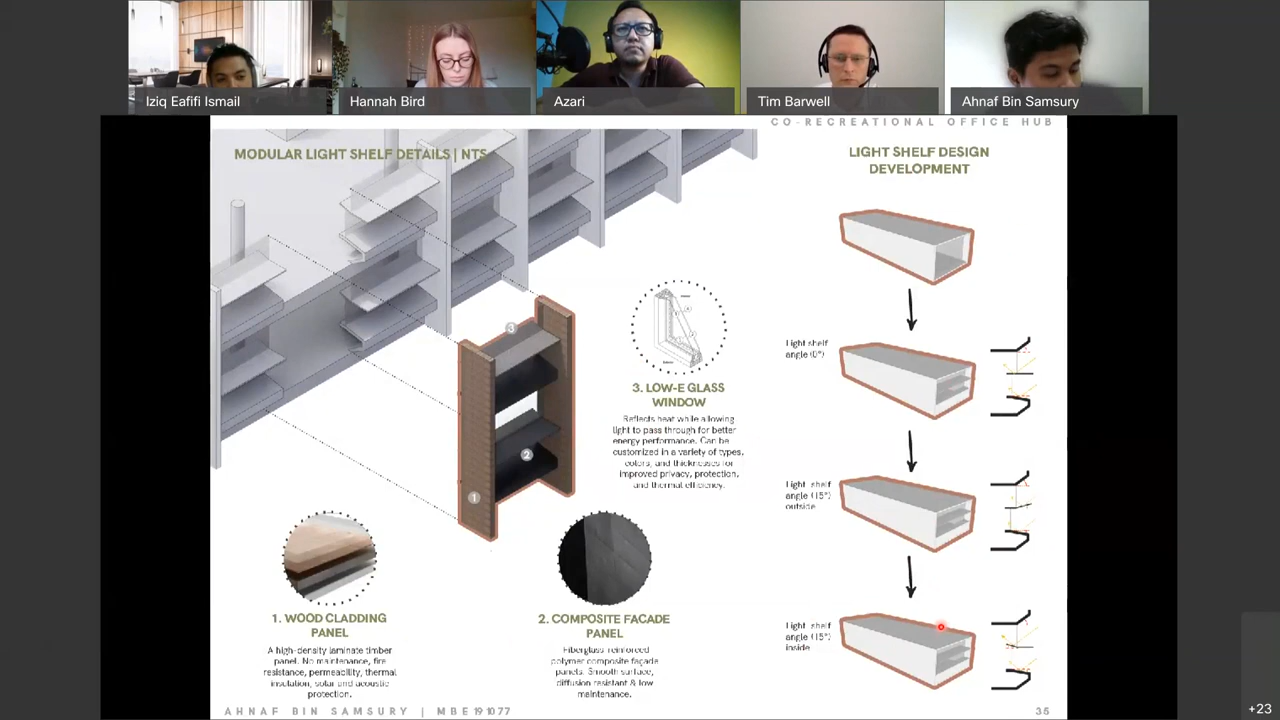 Iziq Eafifi Ismail
Hannah Bird
Azari
Tim Barwell
Ahnaf Bin Samsury
CO-RECREATIONAL OFFICE HUB
MODULAR LIGHT SHELF DETAILS | NTS
LIGHT SHELF DESIGN
DEVELOPMENT
3
2
1
3. LOW-E GLASS
WINDOW
Reflects heat while allowing
light to pass through for better
energy performance. Can be
customized in a variety of types,
colors, and thicknesses for
improved privacy, protection,
and thermal efficiency.
1. WOOD CLADDING
PANEL
A high-density laminate timber
panel. No maintenance, fire
resistance, permeability, thermal
insulation, solar and acoustic
protection.
2. COMPOSITE FACADE
PANEL
Fiberglass-reinforced
polymer composite façade
panels. Smooth surface,
diffusion resistant & low
maintenance.
Light shelf
angle (0°)
Light shelf
angle (15°)
outside
Light shelf
angle (15°)
inside
AHNAF BIN SAMSURY | MBE191077
35
+23